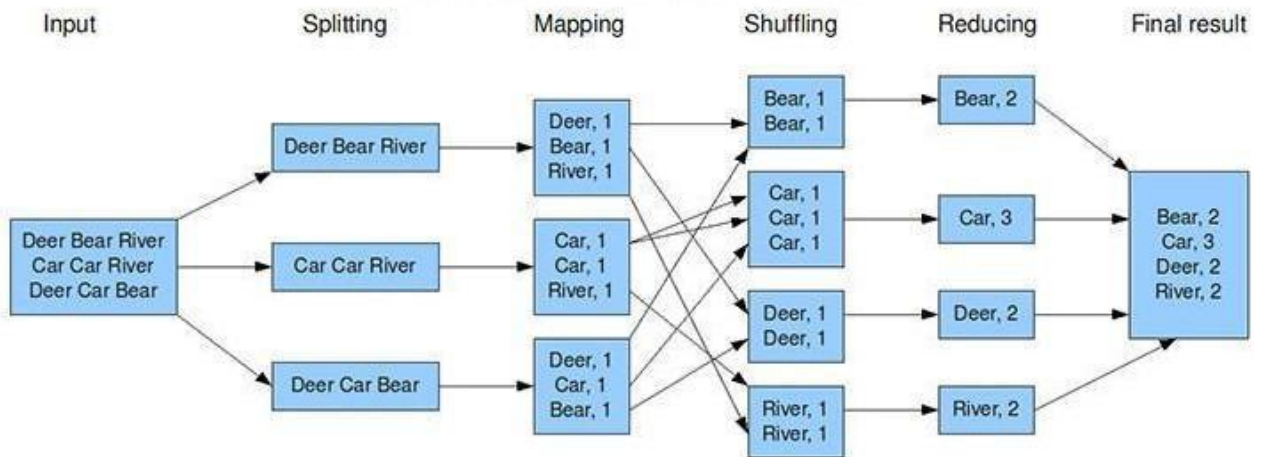 Input
Splitting
Mapping
Shuffling
Reducing
Final result
Deer Bear River
Car Car River
Deer Car Bear
Deer Bear River
Car Car River
Deer Car Bear
Deer, 1
Bear, 1
River, 1
Car, 1
Car, 1
River, 1
Deer, 1
Car, 1
Bear, 1
Bear, 1
Bear, 1
Car, 1
Car, 1
Car, 1
Deer, 1
Deer, 1
River, 1
River, 1
Bear, 2
Car, 3
Deer, 2
River, 2
Bear, 2
Car, 3
Deer, 2
River, 2